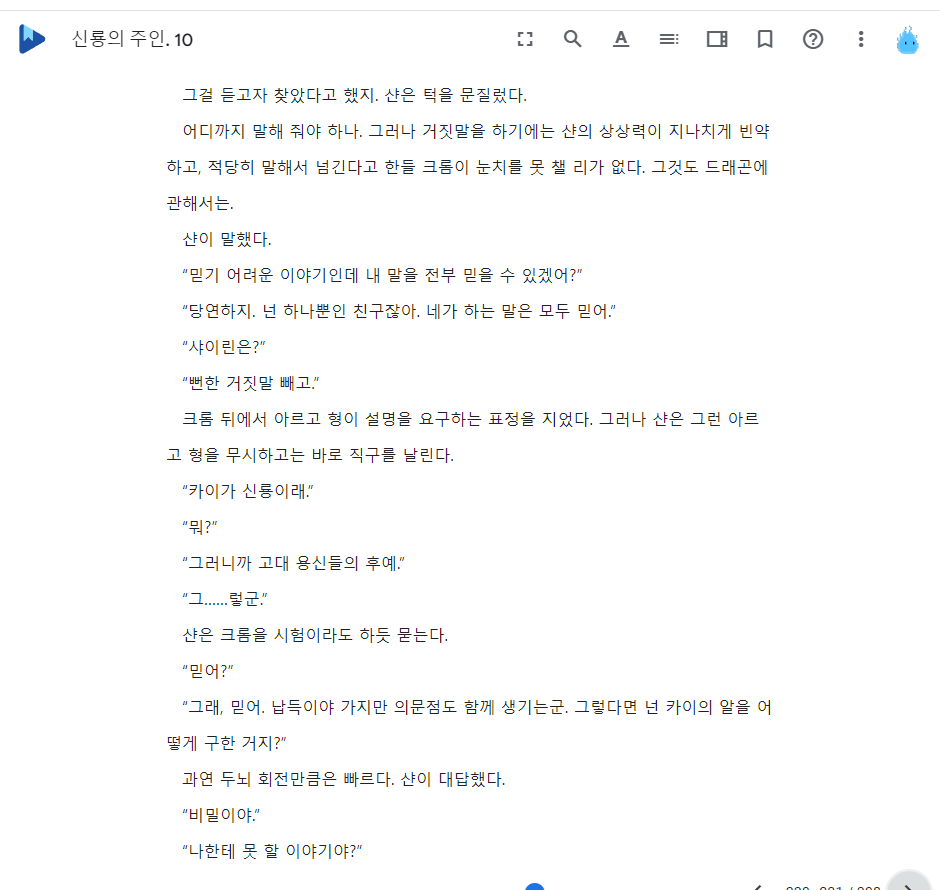 신룡의 주인. 10
그걸 듣고자 찾았다고 했지. 샨은 턱을 문질렀다.
어디까지 말해 줘야 하나. 그러나 거짓말을 하기에는 샨의 상상력이 지나치게 빈약
하고, 적당히 말해서 넘긴다고 한들 크롬이 눈치를 못 챌 리가 없다. 그것도 드래곤에
관해서는.
샨이 말했다.
“믿기 어려운 이야기인데 내 말을 전부 믿을 수 있겠어?”
“당연하지. 넌 하나뿐인 친구잖아. 네가 하는 말은 모두 믿어.”
“샤이린은?”
“뻔한 거짓말 빼고.”
크롬 뒤에서 아르고 형이 설명을 요구하는 표정을 지었다. 그러나 샨은 그런 아르
고 형을 무시하고는 바로 직구를 날린다.
“카이가 신룡이래.”
“뭐?”
“그러니까 고대 용신들의 후예.”
“그......렇군.”
샨은 크롬을 시험이라도 하듯 묻는다.
“믿어?”
“그래, 믿어. 납득이야 가지만 의문점도 함께 생기는군. 그렇다면 넌 카이의 알을 어
떻게 구한 거지?”
과연 두뇌 회전만큼은 빠르다. 샨이 대답했다.
“비밀이야.”
“나한테 못 할 이야기야?”